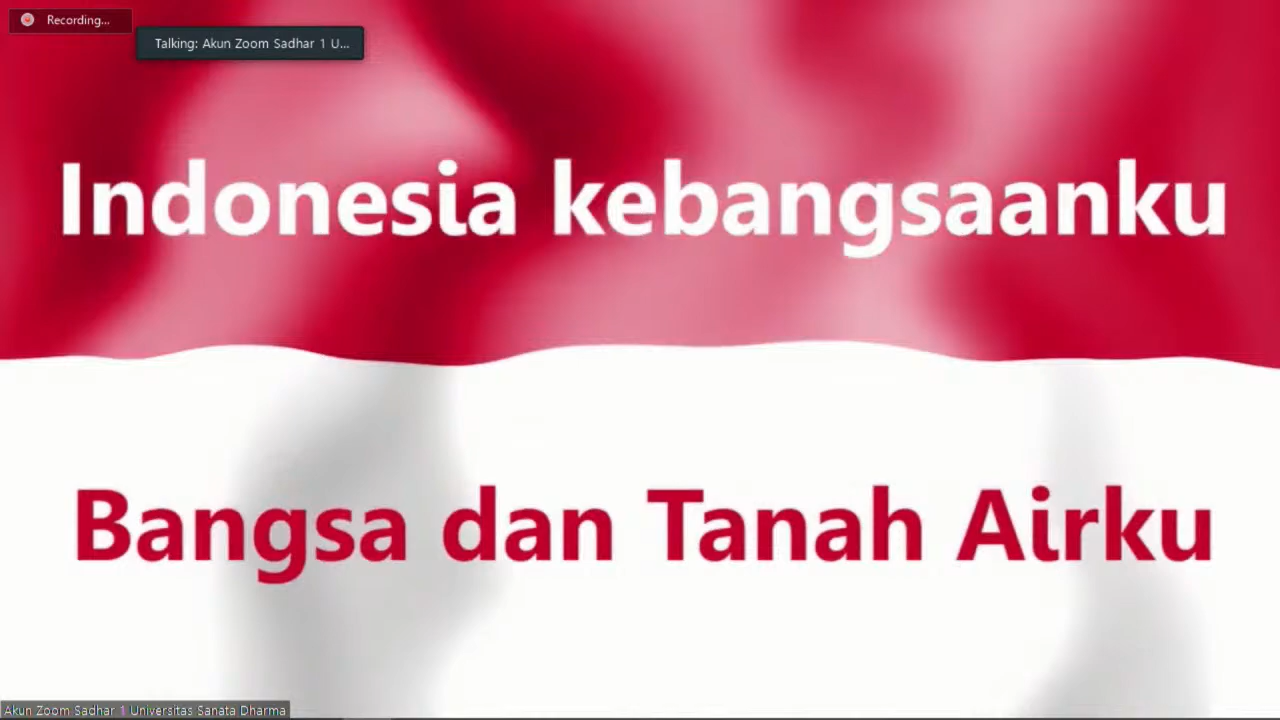 Recording...
Talking: Akun Zoom Sadhar 1 U...
Indonesia kebangsaanku
Bangsa dan Tanah Airku
Akun Zoom Sadhar 1 Universitas Sanata Dharma